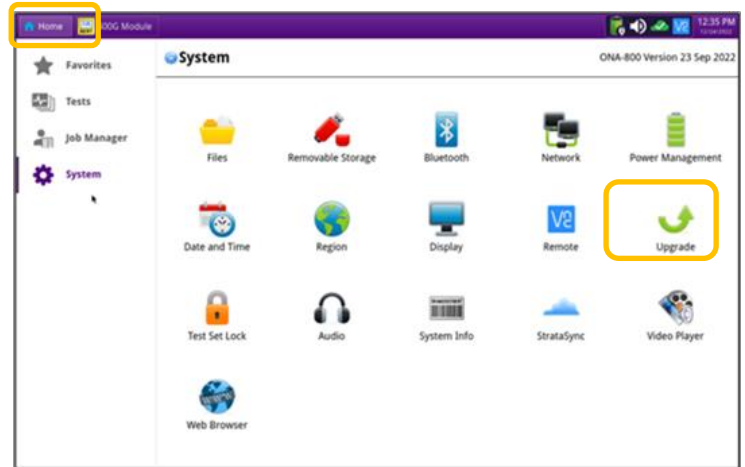 Home
00G Module
12:35 PM
Favorites
Tests
Job Manager
System
System
ONA-800 Version 23 Sep 2022
Files
Removable Storage
Bluetooth
Network
Power Management
Date and Time
Region
Display
Remote
Upgrade
Test Set Lock
Audio
System Info
StrataSync
Video Player
Web Browser